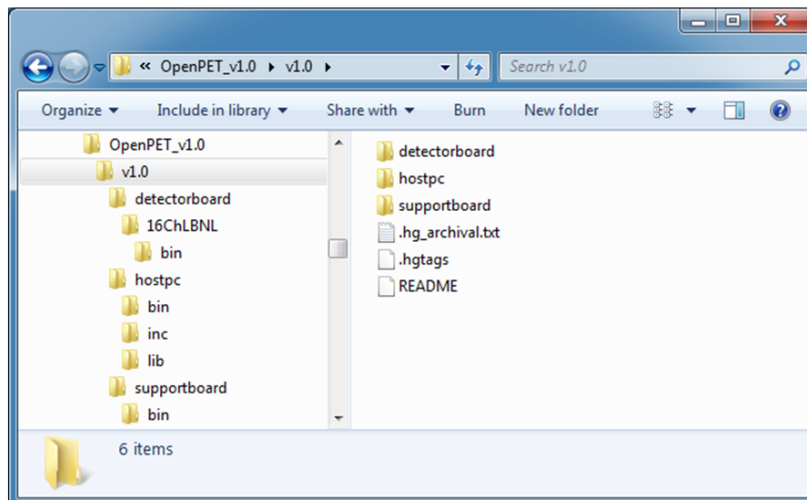 « OpenPET_v1.0 ▸ v1.0 ▸ Search v1.0
Organize Include in library Share with Burn New folder
OpenPET_v1.0
v1.0
detectorboard
16ChLBNL
bin
hostpc
bin
inc
lib
supportboard
bin
detectorboard
hostpc
supportboard
.hg_archival.txt
.hgtags
README
6 items